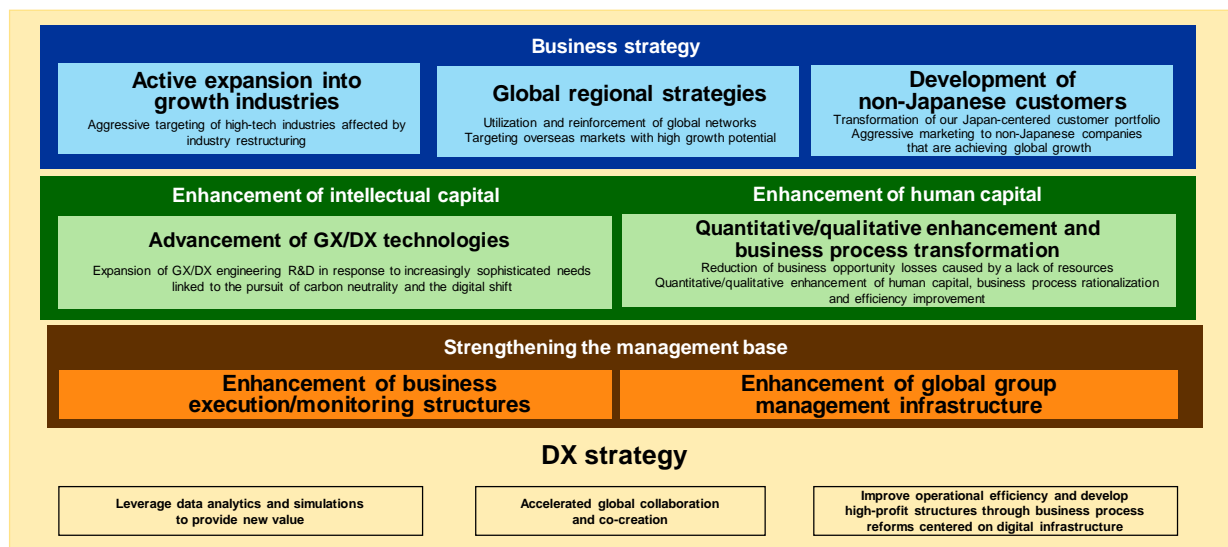 Business strategy
Active expansion into
growth industries
Aggressive targeting of high-tech industries affected by
industry restructuring
Global regional strategies
Utilization and reinforcement of global networks
Targeting overseas markets with high growth potential
Development of
non-Japanese customers
Transformation of our Japan-centered customer portfolio
Aggressive marketing to non-Japanese companies
that are achieving global growth
Enhancement of intellectual capital
Advancement of GX/DX technologies
Expansion of GX/DX engineering R&D in response to increasingly sophisticated needs
linked to the pursuit of carbon neutrality and the digital shift
Enhancement of human capital
Quantitative/qualitative enhancement and
business process transformation
Reduction of business opportunity losses caused by a lack of resources
Quantitative/qualitative enhancement of human capital, business process rationalization
and efficiency improvement
Strengthening the management base
Enhancement of business
execution/monitoring structures
Enhancement of global group
management infrastructure
DX strategy
Leverage data analytics and simulations
to provide new value
Accelerated global collaboration
and co-creation
Improve operational efficiency and develop
high-profit structures through business process
reforms centered on digital infrastructure